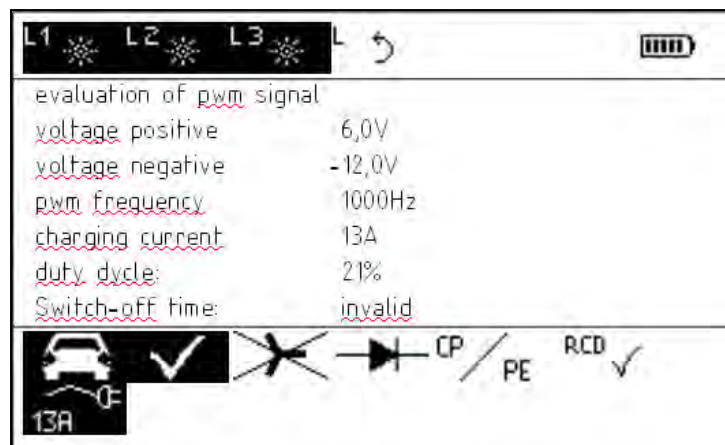 L1 L2 L3 L
evaluation of pwm signal
voltage positive 6,0V
voltage negative -12,0V
pwm frequency 1000Hz
charging current 13A
duty dycle: 21%
Switch-off time: invalid
CP/PE RCD
13A